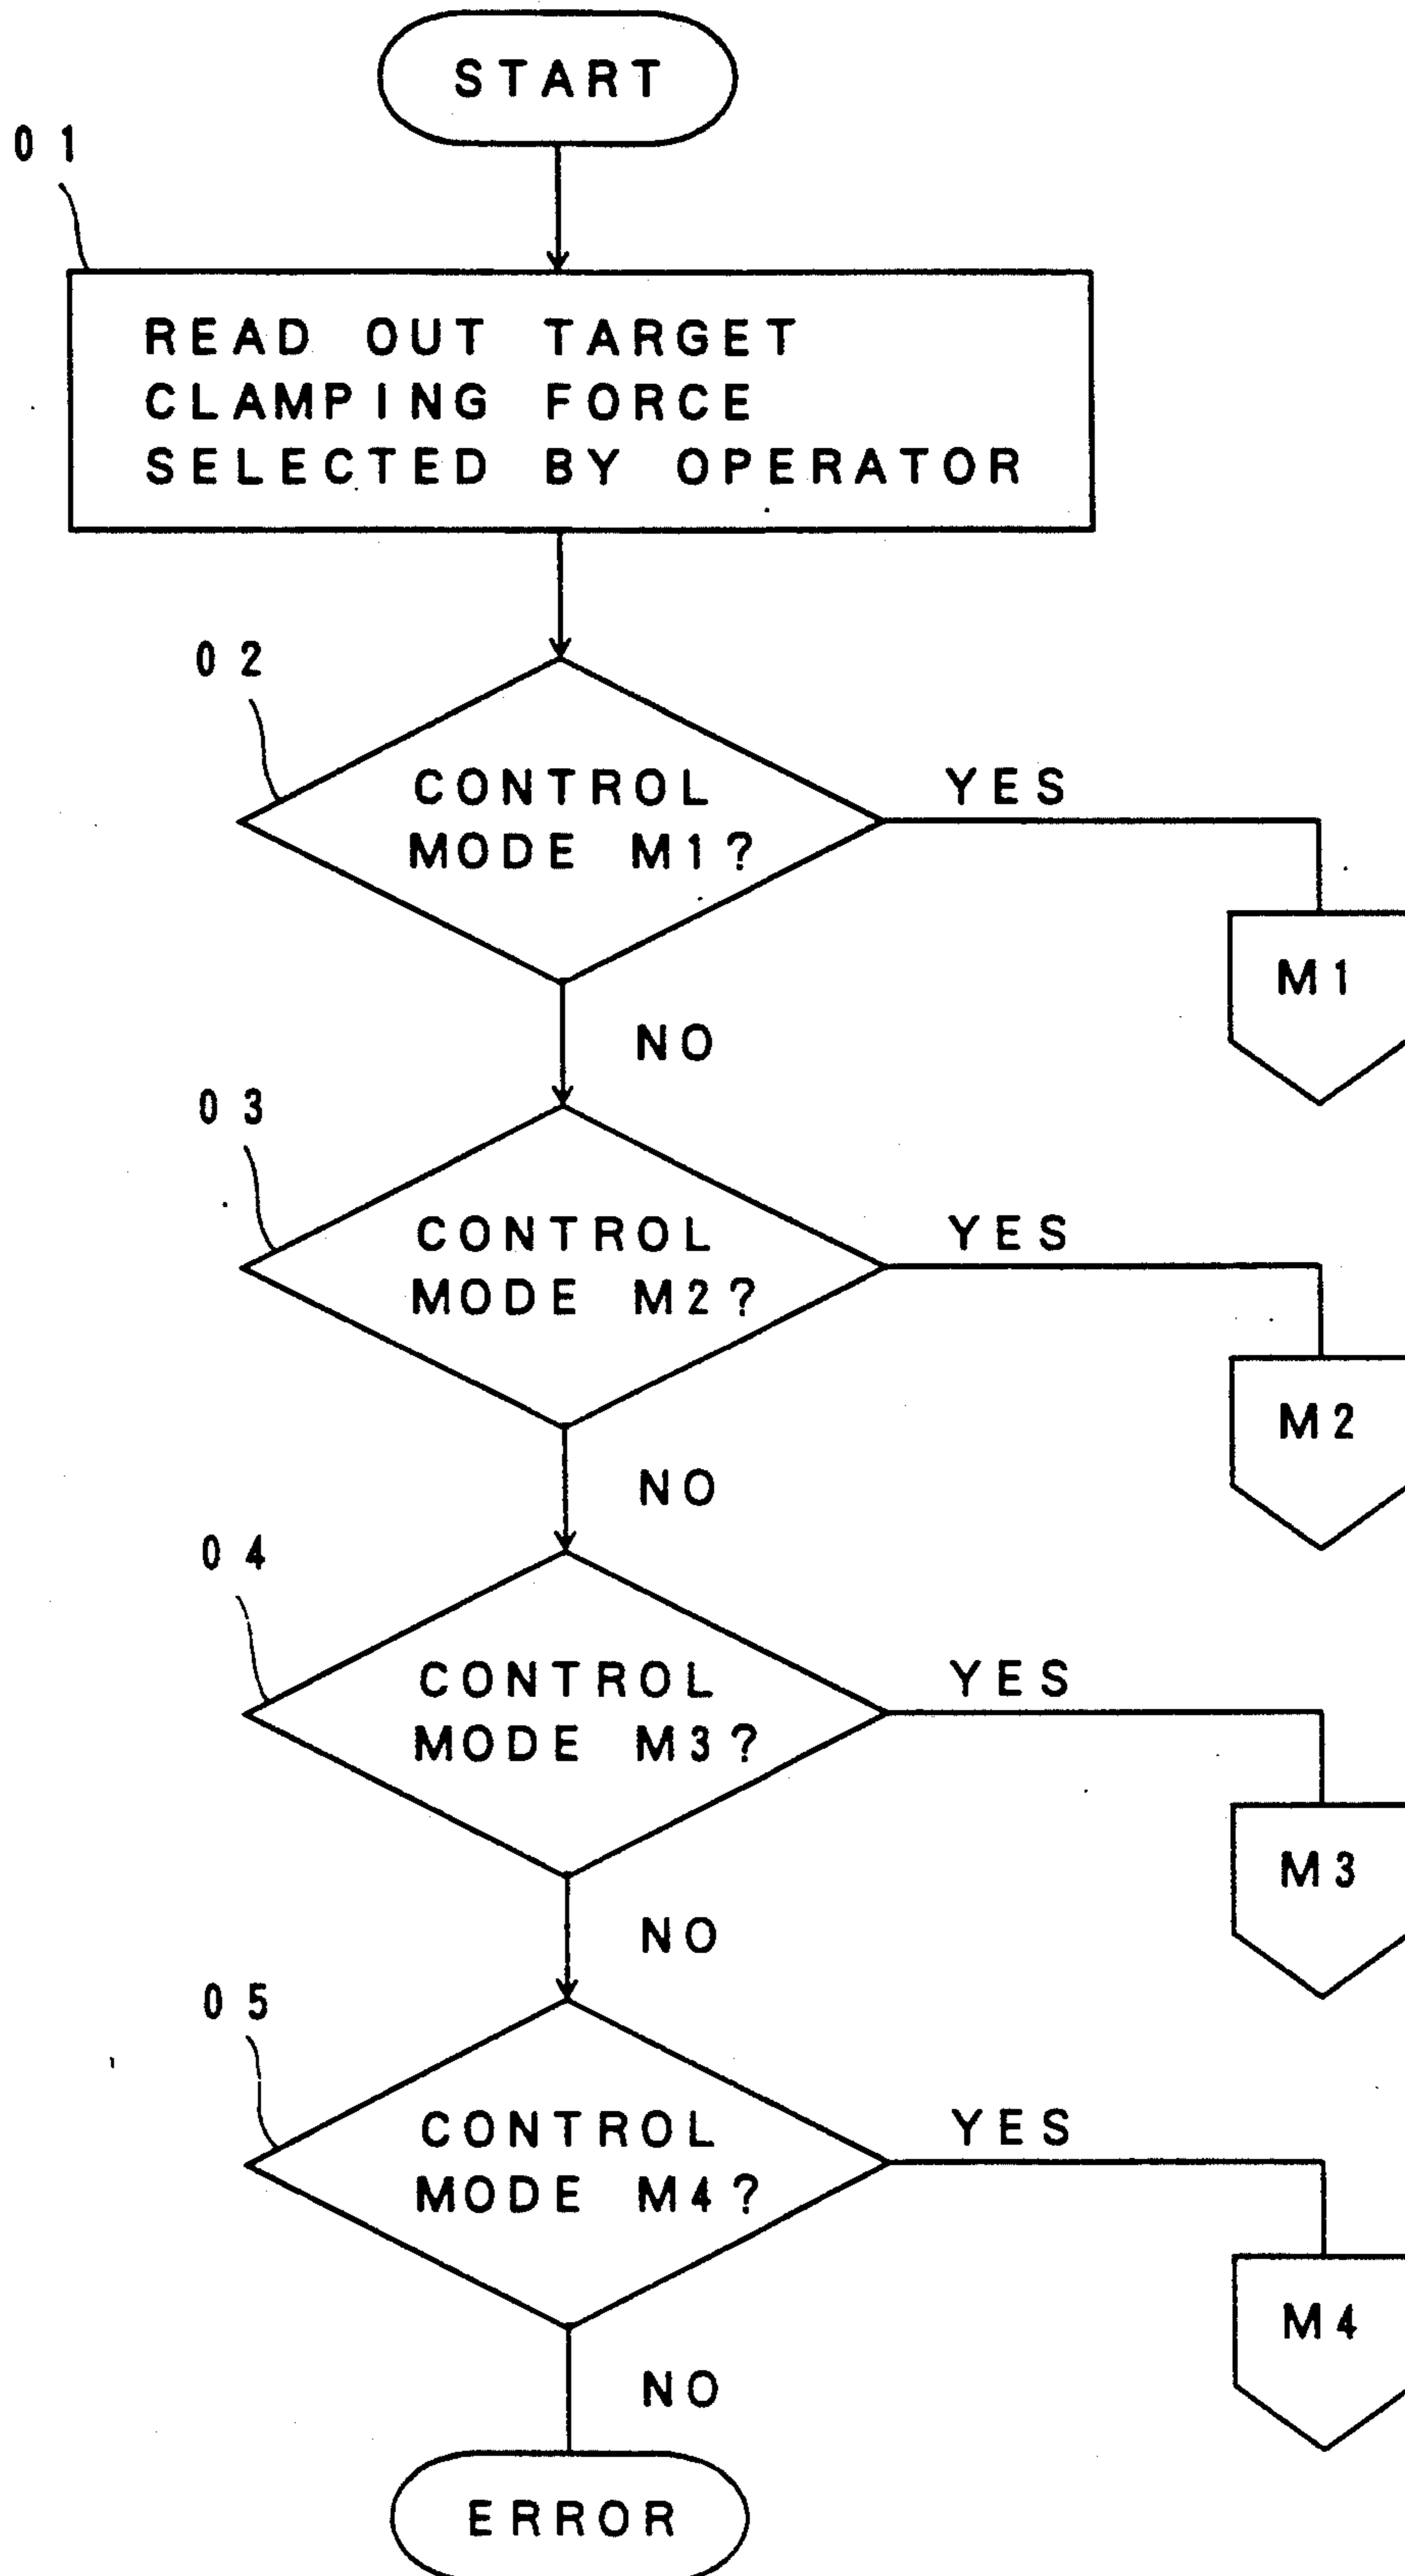 START
01
READ OUT TARGET
CLAMPING FORCE
SELECTED BY OPERATOR
02
CONTROL
MODE M1?
YES
M1
NO
03
CONTROL
MODE M2?
YES
M2
NO
04
CONTROL
MODE M3?
YES
M3
NO
05
CONTROL
MODE M4?
YES
M4
NO
ERROR